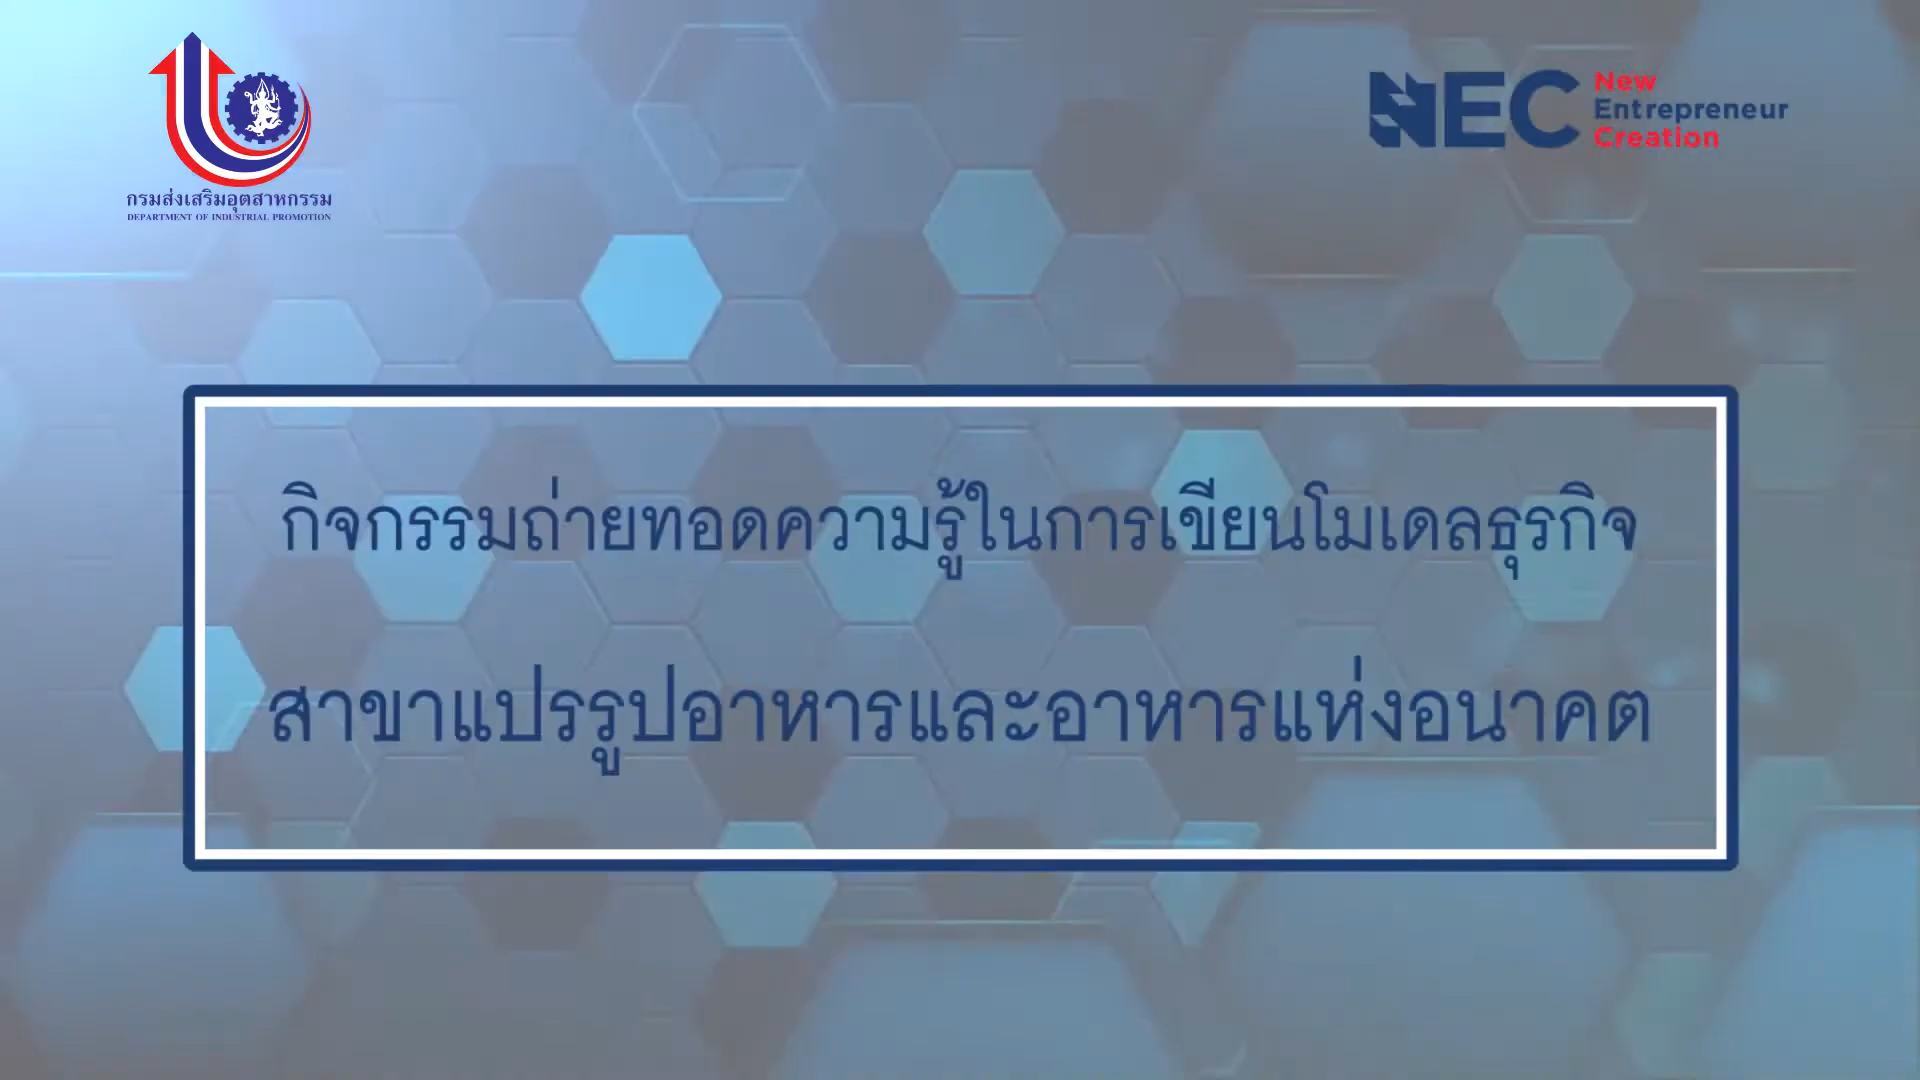 กรมส่งเสริมอุตสาหกรรม
DEPARTMENT OF INDUSTRIAL PROMOTION
NEC
New
Entrepreneur
Creation
กิจกรรมถ่ายทอดความรู้ในการเขียนโมเดลธุรกิจ
สาขาแปรรูปอาหารและอาหารแห่งอนาคต